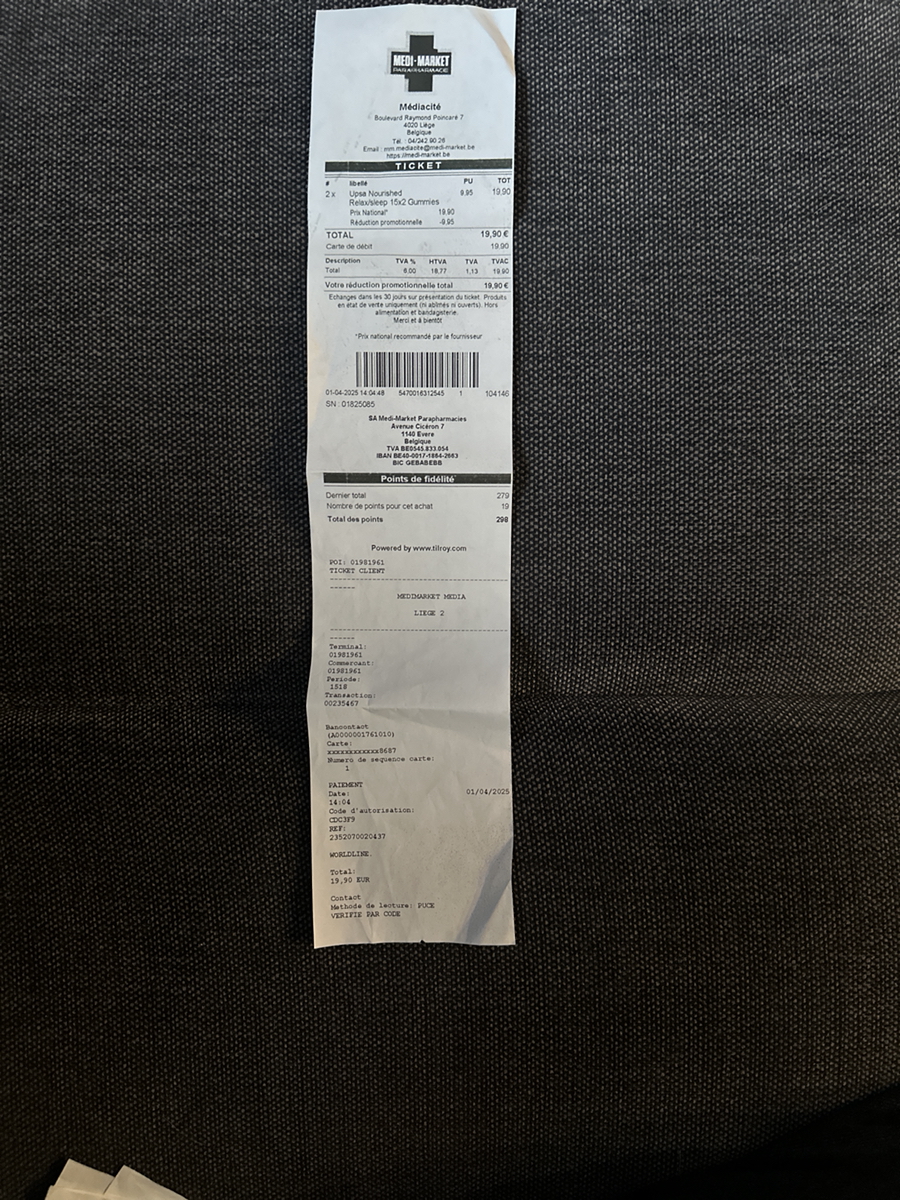 MEDI-MARKET
PARAPHARMACIE
Médiacité
Boulevard Raymond Poincaré 7
4020 Liège
Belgique
Tél. : 04/242 90 26
Email : mm.mediacite@medi-market.be
https://medi-market.be
TICKET
# libellé PU TOT
2 x Upsa Nourished 9.95 19.90
Relax/sleep 15x2 Gummies
Prix National* 19.90
Réduction promotionnelle -9.95
TOTAL 19,90 €
Carte de débit 19.90
Description TVA % HTVA TVA TVAC
Total 6,00 18,77 1,13 19.90
Votre réduction promotionnelle total 19,90 €
Echanges dans les 30 jours sur présentation du ticket. Produits
en état de vente uniquement (ni abîmés ni ouverts). Hors
alimentation et bandagisterie.
Merci et à bientôt
*Prix national recommandé par le fournisseur
01-04-2025 14:04:48 5470016312545 1 104146
SN : 01825085
SA Medi-Market Parapharmacies
Avenue Cicéron 7
1140 Evere
Belgique
TVA BE0545.833.054
IBAN BE40-0017-1864-2663
BIC GEBABEBB
Points de fidélité
Dernier total 279
Nombre de points pour cet achat 19
Total des points 298
Powered by www.tilroy.com
POI: 01981961
TICKET CLIENT
MEDIMARKET MEDIA
LIEGE 2
Terminal:
01981961
Commercant:
01981961
Periode:
1518
Transaction:
00235467
Bancontact
(A0000001761010)
Carte:
xxxxxxxxxxxx8687
Numero de sequence carte:
1
PAIEMENT
Date: 01/04/2025
14:04
Code d'autorisation:
CDC3F9
REF:
2352070020437
WORLDLINE.
Total:
19,90 EUR
Contact
Methode de lecture: PUCE
VERIFIE PAR CODE